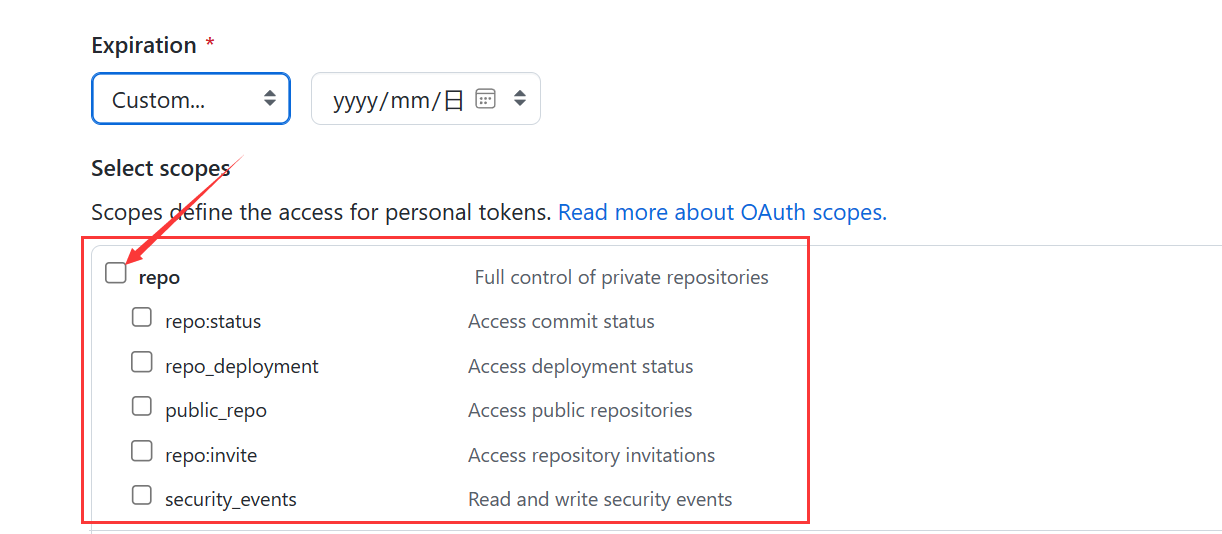 Expiration *
Custom... yyyy/mm/日
Select scopes
Scopes define the access for personal tokens. Read more about OAuth scopes.
repo Full control of private repositories
repo:status Access commit status
repo_deployment Access deployment status
public_repo Access public repositories
repo:invite Access repository invitations
security_events Read and write security events